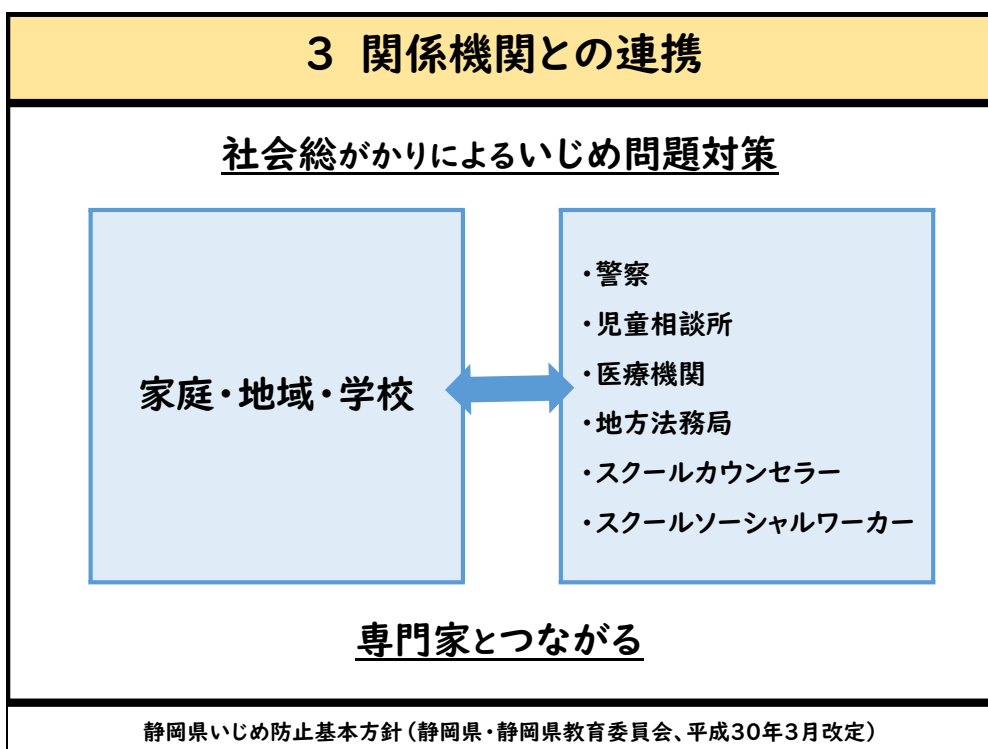 3 関係機関との連携
社会総がかりによるいじめ問題対策
家庭・地域・学校
・警察
・児童相談所
・医療機関
・地方法務局
・スクールカウンセラー
・スクールソーシャルワーカー
専門家とつながる
静岡県いじめ防止基本方針(静岡県・静岡県教育委員会、平成30年3月改定)